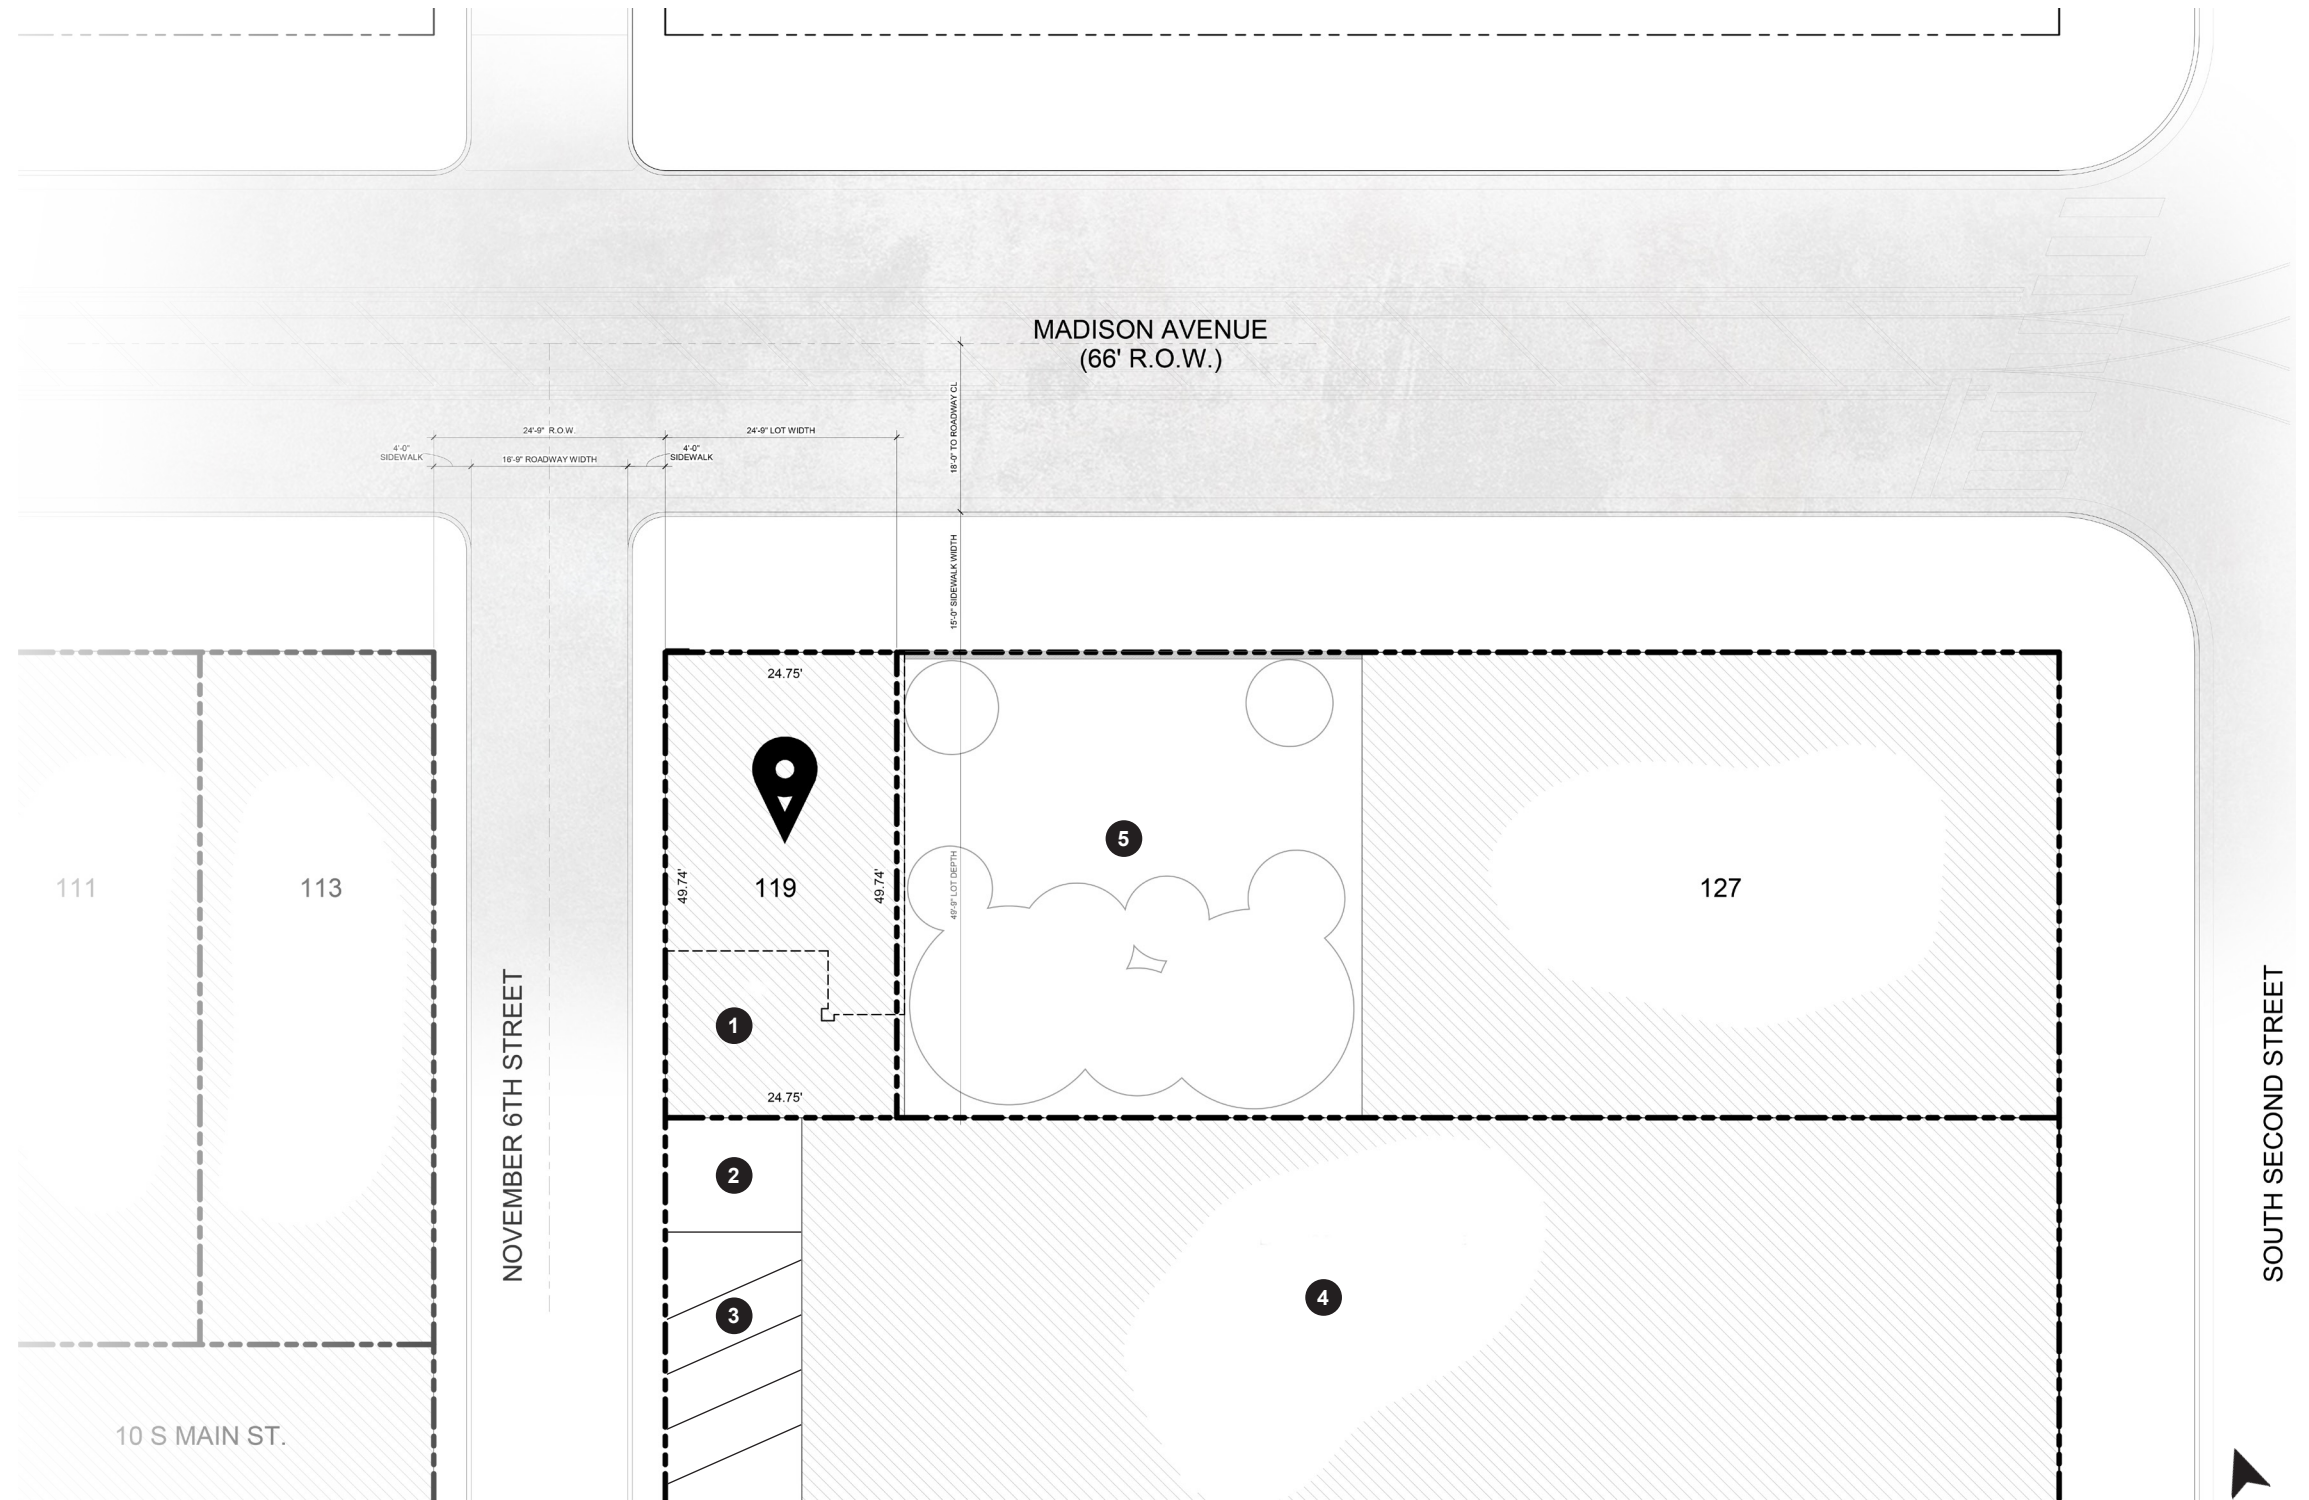 MADISON AVENUE
(66' R.O.W.)
18'-0" TO ROADWAY CL
24'-9" R.O.W.
24'-9" LOT WIDTH
4'-0"
SIDEWALK
16'-9" ROADWAY WIDTH
4'-0"
SIDEWALK
15'-0" SIDEWALK WIDTH
24.75'
5
49'-9" LOT DEPTH
111
113
49.74'
119
49.74'
127
1
24.75'
NOVEMBER 6TH STREET
SOUTH SECOND STREET
2
3
4
10 S MAIN ST.